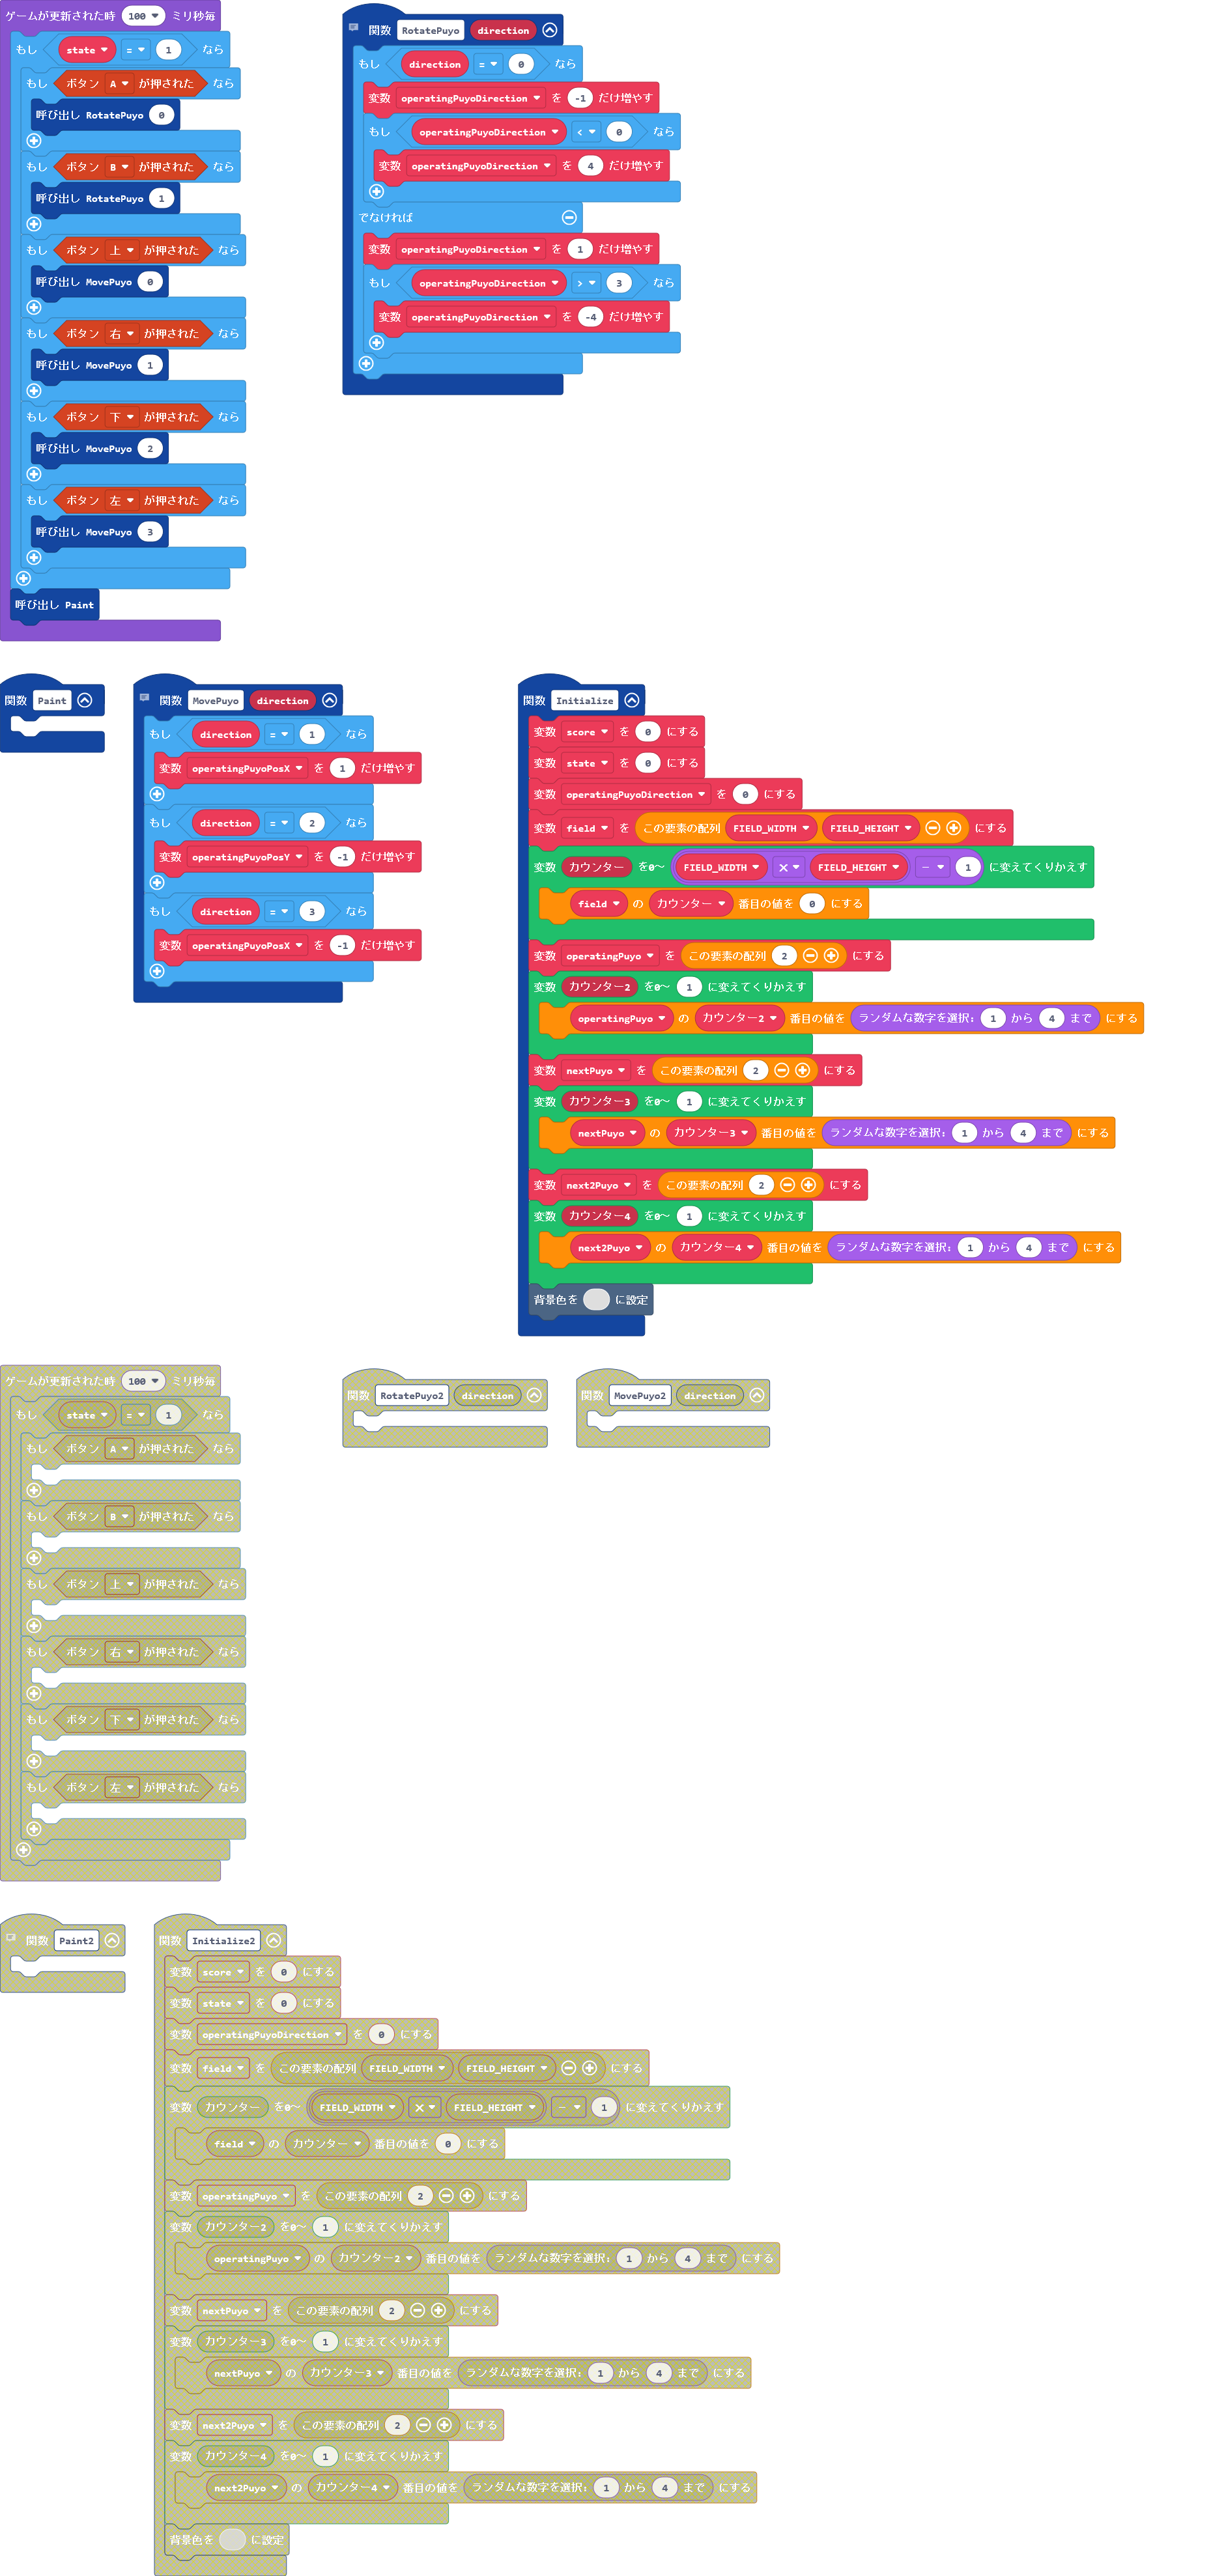 ゲームが更新された時 100 ミリ秒毎
もし state = 1 なら
もし ボタン A が押された なら
呼び出し RotatePuyo 0
もし ボタン B が押された なら
呼び出し RotatePuyo 1
もし ボタン 上 が押された なら
呼び出し MovePuyo 0
もし ボタン 右 が押された なら
呼び出し MovePuyo 1
もし ボタン 下 が押された なら
呼び出し MovePuyo 2
もし ボタン 左 が押された なら
呼び出し MovePuyo 3
呼び出し Paint
関数 RotatePuyo direction
もし direction = 0 なら
変数 operatingPuyoDirection を -1 だけ増やす
もし operatingPuyoDirection < 0 なら
変数 operatingPuyoDirection を 4 だけ増やす
でなければ
変数 operatingPuyoDirection を 1 だけ増やす
もし operatingPuyoDirection > 3 なら
変数 operatingPuyoDirection を -4 だけ増やす
関数 Paint
関数 MovePuyo direction
もし direction = 1 なら
変数 operatingPuyoPosX を 1 だけ増やす
もし direction = 2 なら
変数 operatingPuyoPosY を -1 だけ増やす
もし direction = 3 なら
変数 operatingPuyoPosX を -1 だけ増やす
関数 Initialize
変数 score を 0 にする
変数 state を 0 にする
変数 operatingPuyoDirection を 0 にする
変数 field を この要素の配列 FIELD_WIDTH FIELD_HEIGHT にする
変数 カウンター を0〜 FIELD_WIDTH × FIELD_HEIGHT - 1 に変えてくりかえす
field の カウンター 番目の値を 0 にする
変数 operatingPuyo を この要素の配列 2 にする
変数 カウンター2 を0〜 1 に変えてくりかえす
operatingPuyo の カウンター2 番目の値を ランダムな数字を選択: 1 から 4 まで にする
変数 nextPuyo を この要素の配列 2 にする
変数 カウンター3 を0〜 1 に変えてくりかえす
nextPuyo の カウンター3 番目の値を ランダムな数字を選択: 1 から 4 まで にする
変数 next2Puyo を この要素の配列 2 にする
変数 カウンター4 を0〜 1 に変えてくりかえす
next2Puyo の カウンター4 番目の値を ランダムな数字を選択: 1 から 4 まで にする
背景色を に設定
ゲームが更新された時 100 ミリ秒毎
もし state = 1 なら
もし ボタン A が押された なら
もし ボタン B が押された なら
もし ボタン 上 が押された なら
もし ボタン 右 が押された なら
もし ボタン 下 が押された なら
もし ボタン 左 が押された なら
関数 RotatePuyo2 direction
関数 MovePuyo2 direction
関数 Paint2
関数 Initialize2
変数 score を 0 にする
変数 state を 0 にする
変数 operatingPuyoDirection を 0 にする
変数 field を この要素の配列 FIELD_WIDTH FIELD_HEIGHT にする
変数 カウンター を0〜 FIELD_WIDTH × FIELD_HEIGHT - 1 に変えてくりかえす
field の カウンター 番目の値を 0 にする
変数 operatingPuyo を この要素の配列 2 にする
変数 カウンター2 を0〜 1 に変えてくりかえす
operatingPuyo の カウンター2 番目の値を ランダムな数字を選択: 1 から 4 まで にする
変数 nextPuyo を この要素の配列 2 にする
変数 カウンター3 を0〜 1 に変えてくりかえす
nextPuyo の カウンター3 番目の値を ランダムな数字を選択: 1 から 4 まで にする
変数 next2Puyo を この要素の配列 2 にする
変数 カウンター4 を0〜 1 に変えてくりかえす
next2Puyo の カウンター4 番目の値を ランダムな数字を選択: 1 から 4 まで にする
背景色を に設定